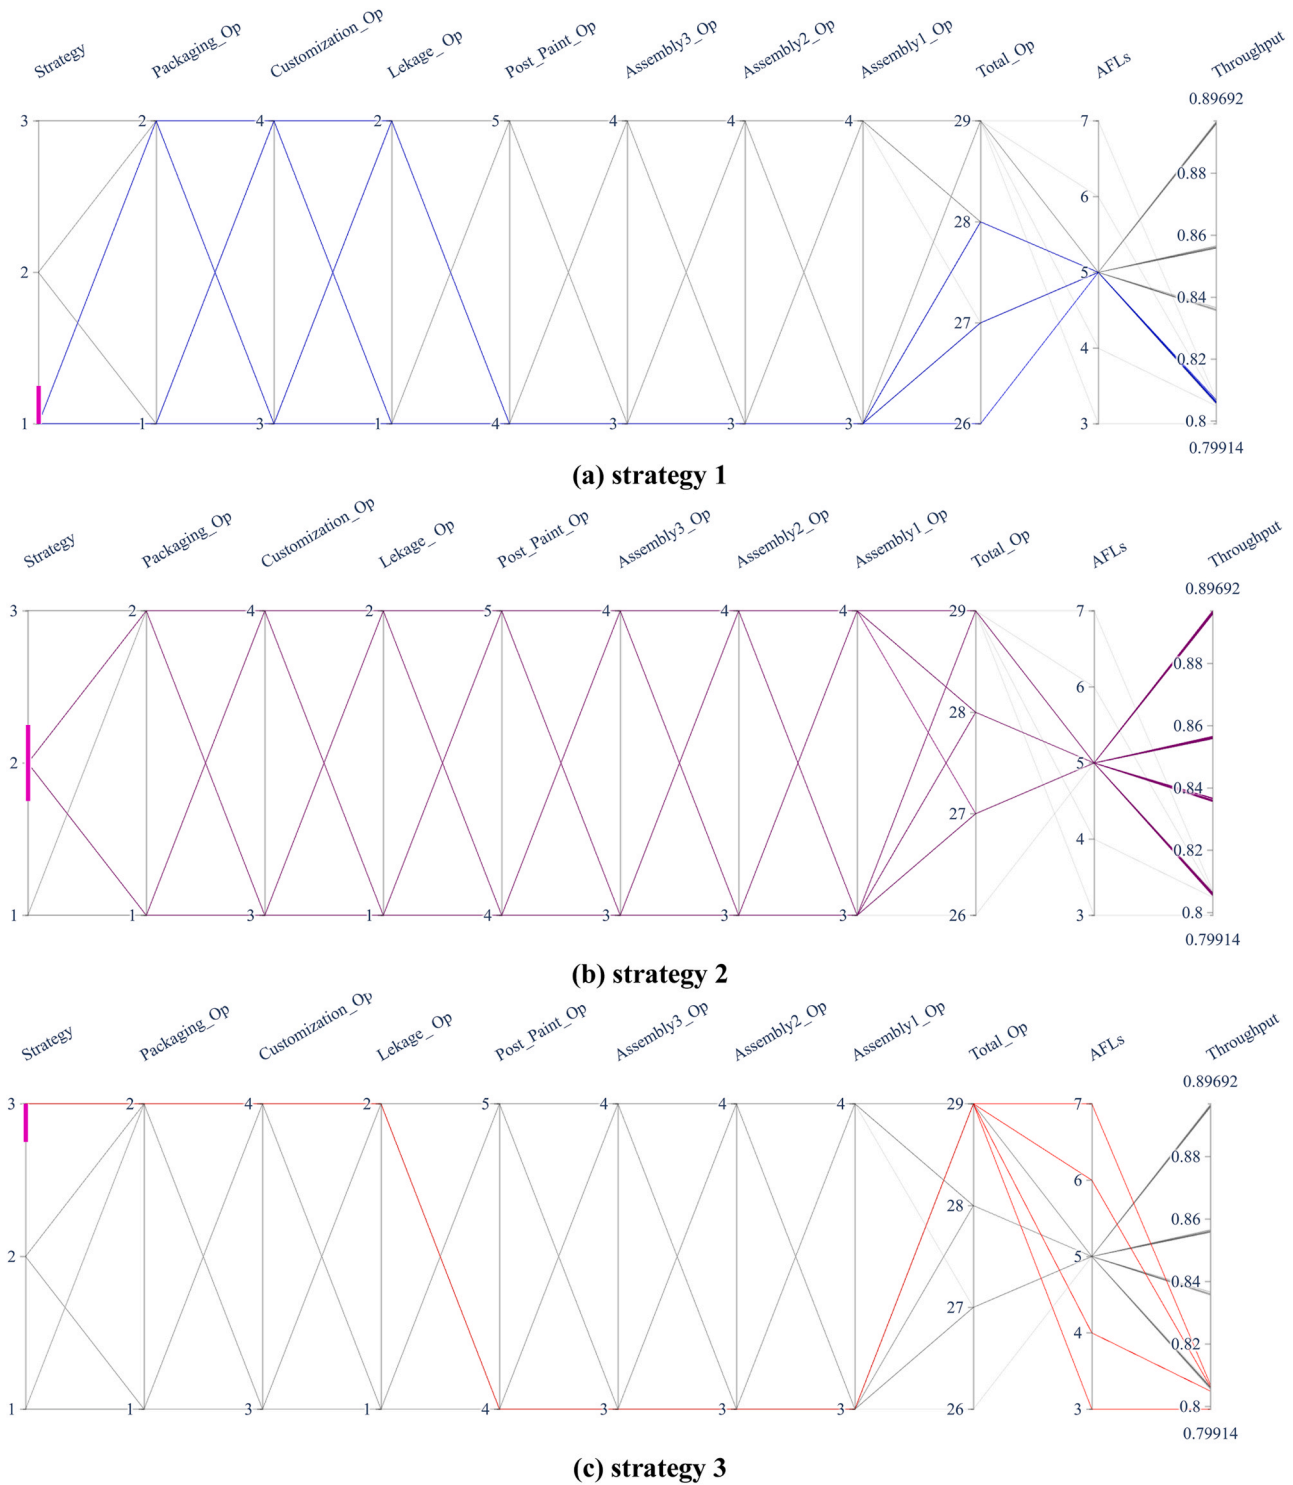 Strategy Packaging_Op Customization_Op Lekage_Op Post_Paint_Op Assembly3_Op Assembly2_Op Assembly1_Op Total_Op AFLs Throughput
0.89692
3 2 4 2 5 4 4 4 29 7
0.88
6
28 0.86
2 5
0.84
27
4 0.82
1 1 3 1 4 3 3 3 26 3 0.8
0.79914
(a) strategy 1
Strategy Packaging_Op Customization_Op Lekage_Op Post_Paint_Op Assembly3_Op Assembly2_Op Assembly1_Op Total_Op AFLs Throughput
0.89692
3 2 4 2 5 4 4 4 29 7
0.88
6
28 0.86
2 5
0.84
27
4 0.82
1 1 3 1 4 3 3 3 26 3 0.8
0.79914
(b) strategy 2
Strategy Packaging_Op Customization_Op Lekage_Op Post_Paint_Op Assembly3_Op Assembly2_Op Assembly1_Op Total_Op AFLs Throughput
0.89692
3 2 4 2 5 4 4 4 29 7
0.88
6
28 0.86
2 5
0.84
27
4 0.82
1 1 3 1 4 3 3 3 26 3 0.8
0.79914
(c) strategy 3